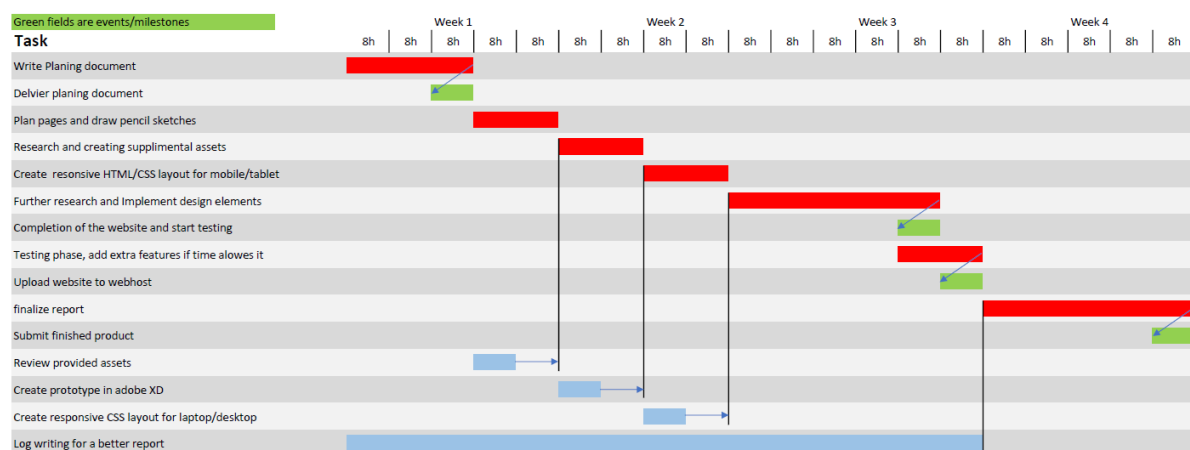 Green fields are events/milestones
Week 1 Week 2 Week 3 Week 4
Task 8h 8h 8h 8h 8h 8h 8h 8h 8h 8h 8h 8h 8h 8h 8h 8h 8h 8h 8h 8h
Write Planing document
Delvier planing document
Plan pages and draw pencil sketches
Research and creating supplimental assets
Create resonsive HTML/CSS layout for mobile/tablet
Further research and Implement design elements
Completion of the website and start testing
Testing phase, add extra features if time alowes it
Upload website to webhost
finalize report
Submit finished product
Review provided assets
Create prototype in adobe XD
Create responsive CSS layout for laptop/desktop
Log writing for a better report